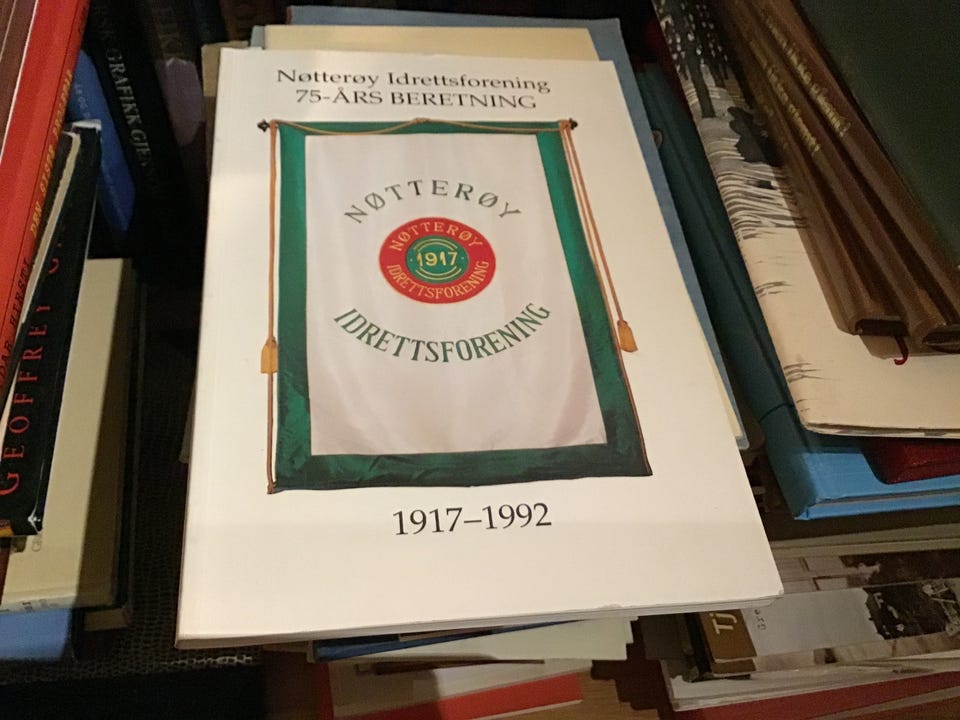 Nøtterøy Idrettsforening
75-ÅRS BERETNING
NØTTERØY
NØTTERØY
1917
IDRETTSFORENING
IDRETTSFORENING
1917–1992
GRAFIKK
GEOFFREY